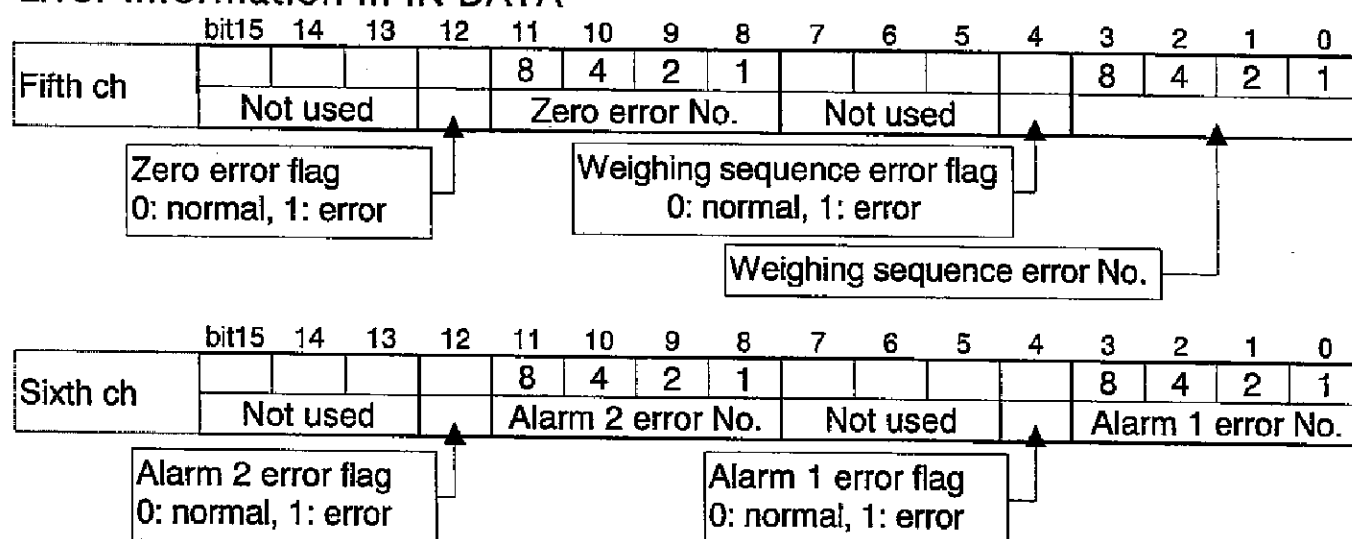 Error information in IN DATA
bit15 14 13 12 11 10 9 8 7 6 5 4 3 2 1 0
Fifth ch
8 4 2 1 8 4 2 1
Not used Zero error No. Not used
Zero error flag
0: normal, 1: error
Weighing sequence error flag
0: normal, 1: error
Weighing sequence error No.
bit15 14 13 12 11 10 9 8 7 6 5 4 3 2 1 0
Sixth ch
8 4 2 1 8 4 2 1
Not used Alarm 2 error No. Not used Alarm 1 error No.
Alarm 2 error flag
0: normal, 1: error
Alarm 1 error flag
0: normal, 1: error